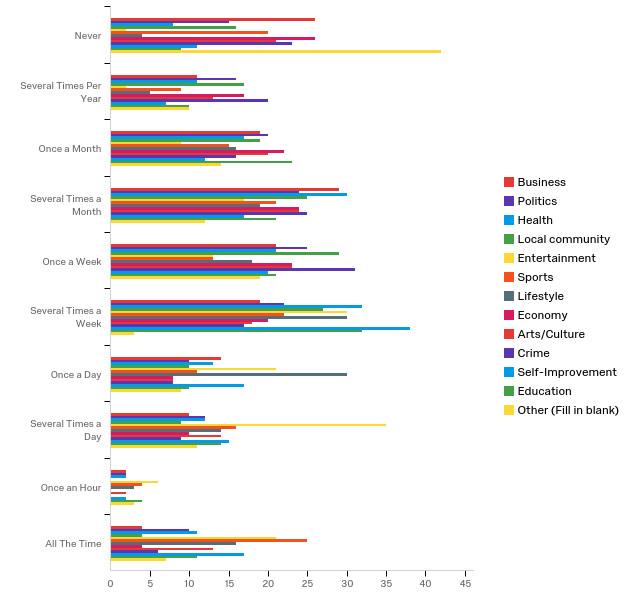 Never
Several Times Per
Year
Once a Month
Several Times a
Month
Once a Week
Several Times a
Week
Once a Day
Several Times a
Day
Once an Hour
All The Time
0 5 10 15 20 25 30 35 40 45
Business
Politics
Health
Local community
Entertainment
Sports
Lifestyle
Economy
Arts/Culture
Crime
Self-Improvement
Education
Other (Fill in blank)